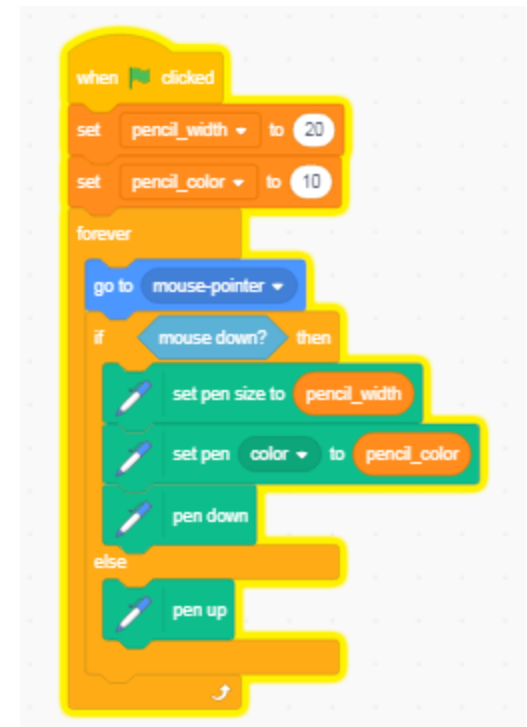 when clicked
set pencil_width to 20
set pencil_color to 10
forever
go to mouse-pointer
if mouse down? then
set pen size to pencil_width
set pen color to pencil_color
pen down
else
pen up